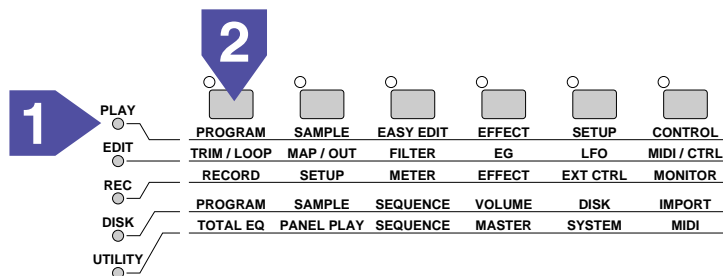 2
1
PLAY
PROGRAM SAMPLE EASY EDIT EFFECT SETUP CONTROL
EDIT
TRIM / LOOP MAP / OUT FILTER EG LFO MIDI / CTRL
REC
RECORD SETUP METER EFFECT EXT CTRL MONITOR
DISK
PROGRAM SAMPLE SEQUENCE VOLUME DISK IMPORT
UTILITY
TOTAL EQ PANEL PLAY SEQUENCE MASTER SYSTEM MIDI